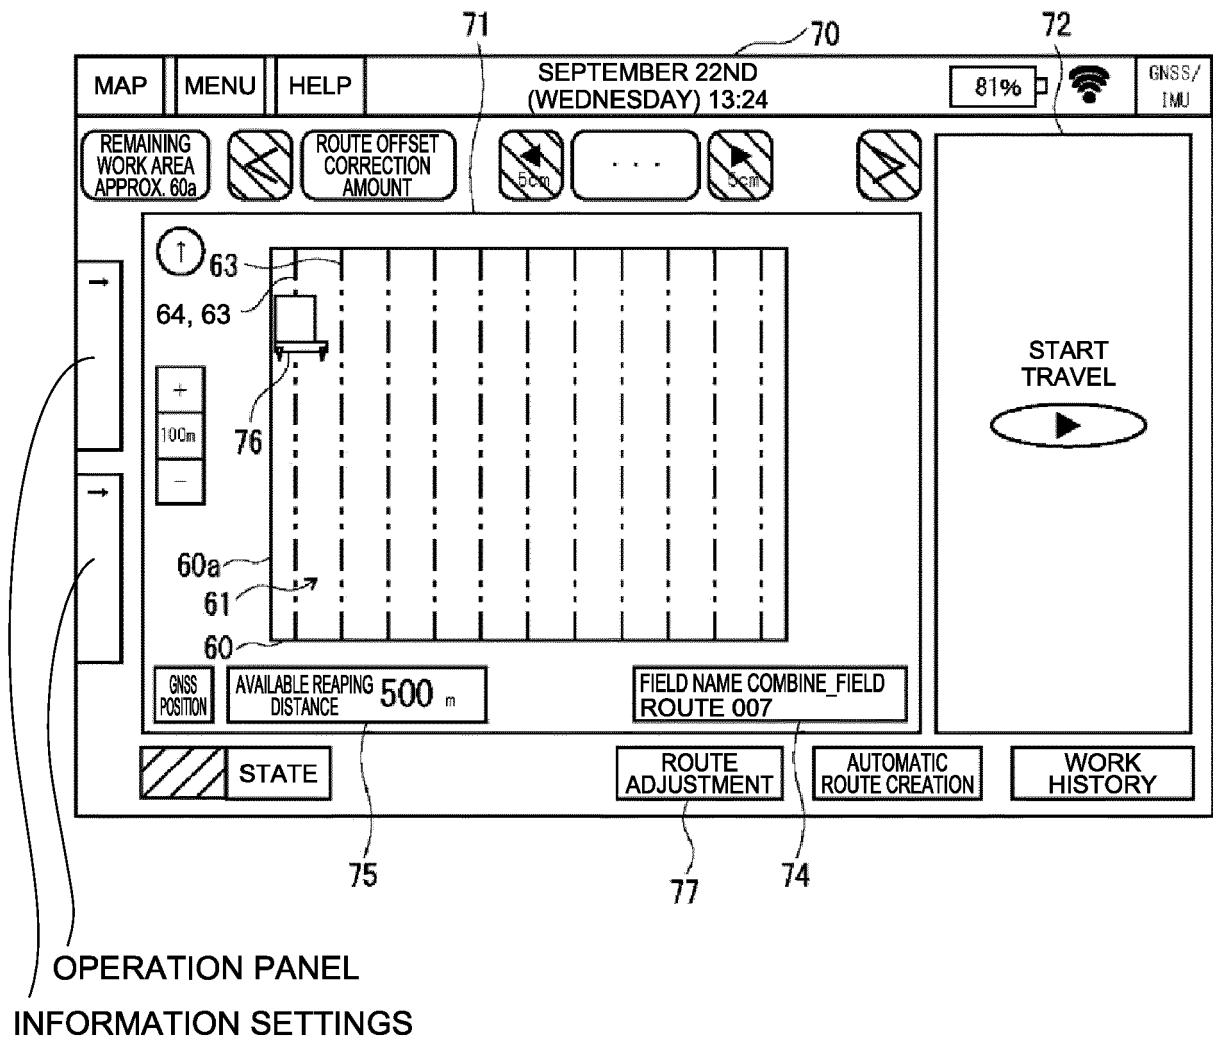 71
70
72
MAP
MENU
HELP
SEPTEMBER 22ND
(WEDNESDAY) 13:24
81%
GNSS/
IMU
REMAINING
WORK AREA
APPROX. 60a
ROUTE OFFSET
CORRECTION
AMOUNT
5cm
...
5cm
↑
63
64, 63
→
76
+
100m
-
START
TRAVEL
→
60a
61
60
GNSS
POSITION
AVAILABLE REAPING
DISTANCE
500 m
FIELD NAME COMBINE_FIELD
ROUTE 007
STATE
ROUTE
ADJUSTMENT
AUTOMATIC
ROUTE CREATION
WORK
HISTORY
75
77
74
OPERATION PANEL
INFORMATION SETTINGS